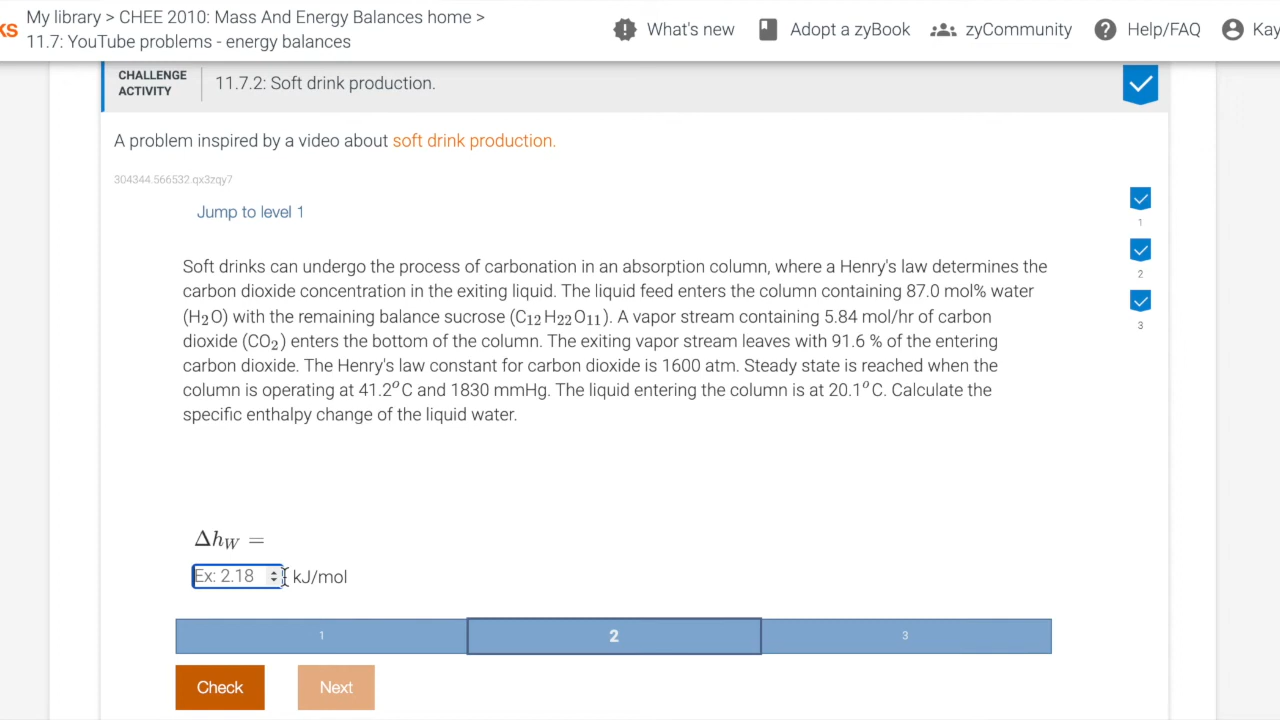 KS
My library > CHEE 2010: Mass And Energy Balances home >
11.7: YouTube problems - energy balances
What's new
Adopt a zyBook
zyCommunity
Help/FAQ
Kay
CHALLENGE
ACTIVITY
11.7.2: Soft drink production.
A problem inspired by a video about soft drink production.
304344.566532.qx3zqy7
Jump to level 1
1
2
3
Soft drinks can undergo the process of carbonation in an absorption column, where a Henry's law determines the
carbon dioxide concentration in the exiting liquid. The liquid feed enters the column containing 87.0 mol% water
(H₂O) with the remaining balance sucrose (C₁₂H₂₂O₁₁). A vapor stream containing 5.84 mol/hr of carbon
dioxide (CO₂) enters the bottom of the column. The exiting vapor stream leaves with 91.6 % of the entering
carbon dioxide. The Henry's law constant for carbon dioxide is 1600 atm. Steady state is reached when the
column is operating at 41.2°C and 1830 mmHg. The liquid entering the column is at 20.1°C. Calculate the
specific enthalpy change of the liquid water.
Δh_W =
Ex: 2.18 kJ/mol
1
2
3
Check
Next